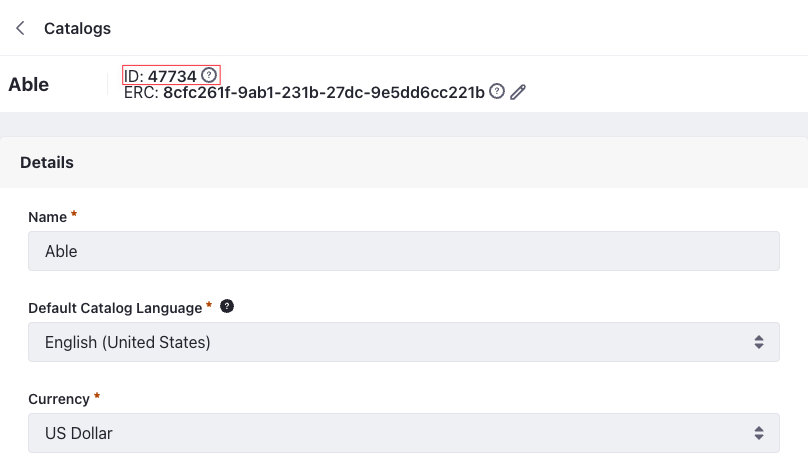 Catalogs
Able
ID: 47734 ?
ERC: 8cfc261f-9ab1-231b-27dc-9e5dd6cc221b ?
Details
Name *
Able
Default Catalog Language * ?
English (United States)
Currency *
US Dollar